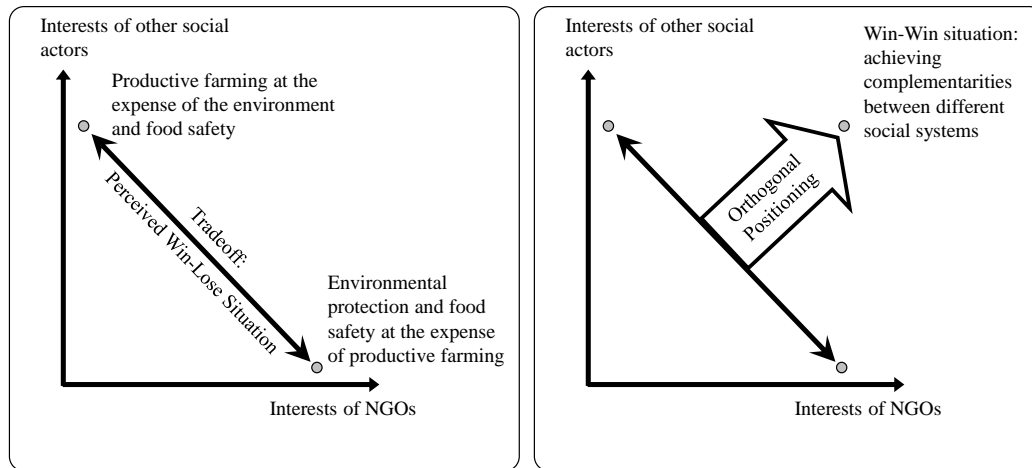 Interests of other social
actors
Productive farming at the
expense of the environment
and food safety
Tradeoff:
Perceived Win-Lose Situation
Environmental
protection and food
safety at the expense
of productive farming
Interests of NGOs
Interests of other social
actors
Win-Win situation:
achieving
complementarities
between different
social systems
Orthogonal
Positioning
Interests of NGOs